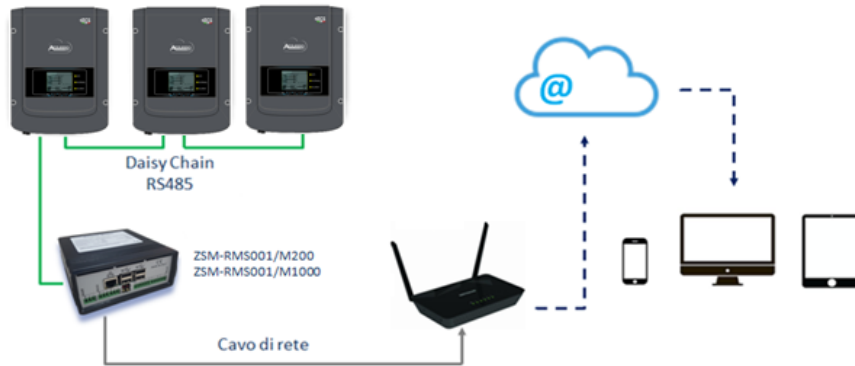 Daisy Chain
RS485
ZSM-RMS001/M200
ZSM-RMS001/M1000
@
Cavo di rete